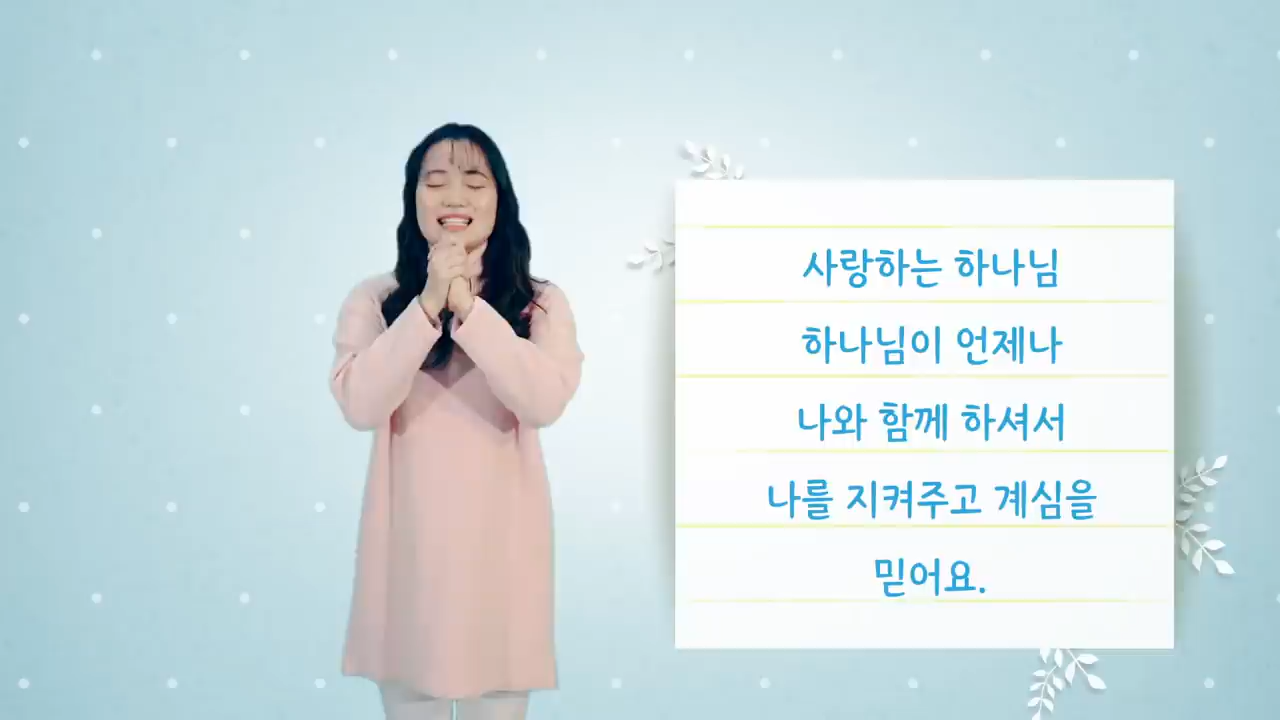 사랑하는 하나님
하나님이 언제나
나와 함께 하셔서
나를 지켜주고 계심을
믿어요.